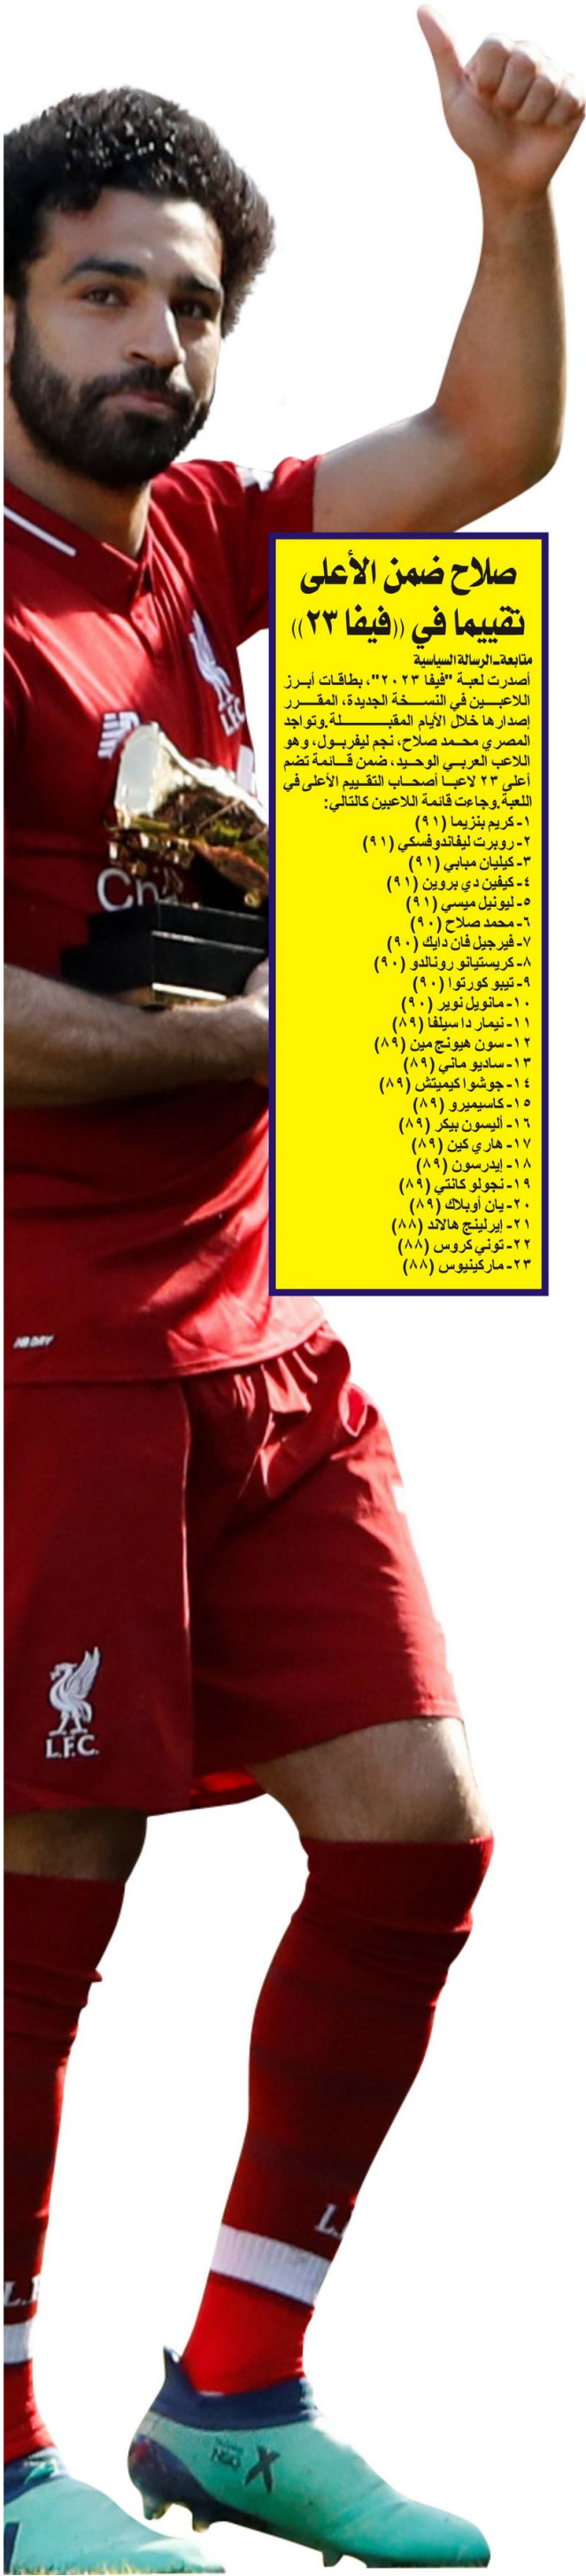 صلاح ضمن الأعلى
تقييما في ((فيفا ٢٣))
متابعة-الرسالة السياسية
أصدرت لعبة "فيفا ٢٠٢٣"، بطاقات أبرز
اللاعبين في النسخة الجديدة، المقرر
إصدارها خلال الأيام المقبلة.وتواجد
المصري محمد صلاح، نجم ليفربول، وهو
اللاعب العربي الوحيد، ضمن قائمة تضم
أعلى ٢٣ لاعبا أصحاب التقييم الأعلى في
اللعبة.وجاءت قائمة اللاعبين كالتالي:
١- كريم بنزيما (٩١)
٢- روبرت ليفاندوفسكي (٩١)
٣- كيليان مبابي (٩١)
٤- كيفين دي بروين (٩١)
٥- ليونيل ميسي (٩١)
٦- محمد صلاح (٩٠)
٧- فيرجيل فان دايك (٩٠)
٨- كريستيانو رونالدو (٩٠)
٩- تيبو كورتوا (٩٠)
١٠- مانويل نوير (٩٠)
١١- نيمار دا سيلفا (٨٩)
١٢- سون هيونج مين (٨٩)
١٣- ساديو ماني (٨٩)
١٤- جوشوا كيميتش (٨٩)
١٥- كاسيميرو (٨٩)
١٦- أليسون بيكر (٨٩)
١٧- هاري كين (٨٩)
١٨- إيدرسون (٨٩)
١٩- نجولو كانتي (٨٩)
٢٠- يان أوبلاك (٨٩)
٢١- إيرلينج هالاند (٨٨)
٢٢- توني كروس (٨٨)
٢٣- ماركينيوس (٨٨)
L.F.C.
X